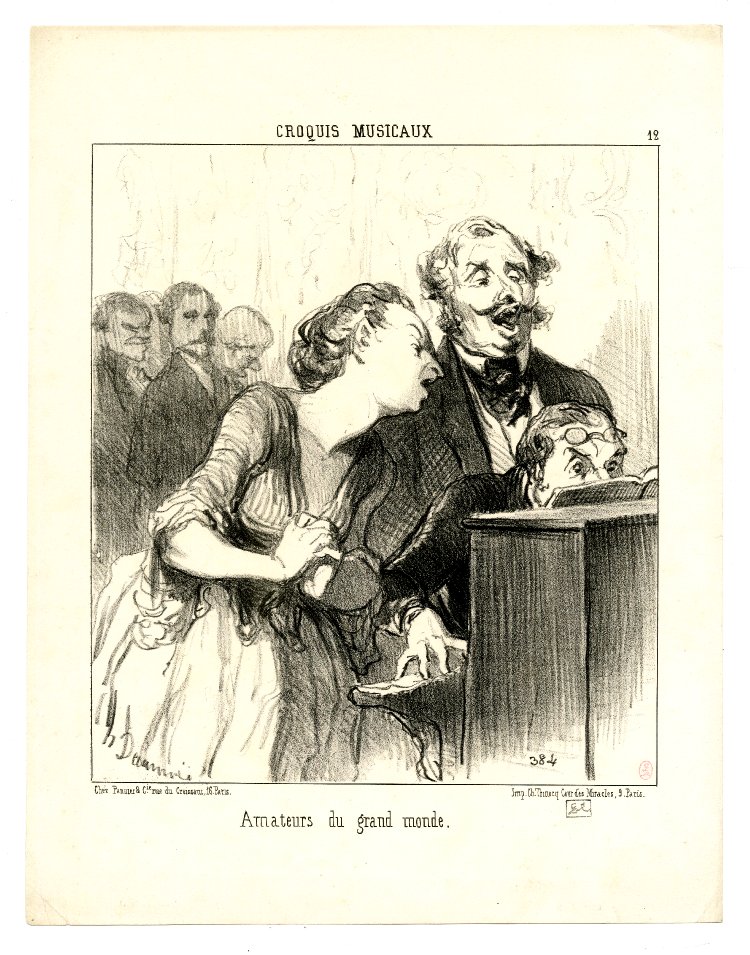 CROQUIS MUSICAUX
12
h Daumier
384
Chez Pannier & Cie rue du Croissant, 16. Paris.
Imp. Ch. Trinocq Cour des Miracles, 9. Paris.
Amateurs du grand monde.